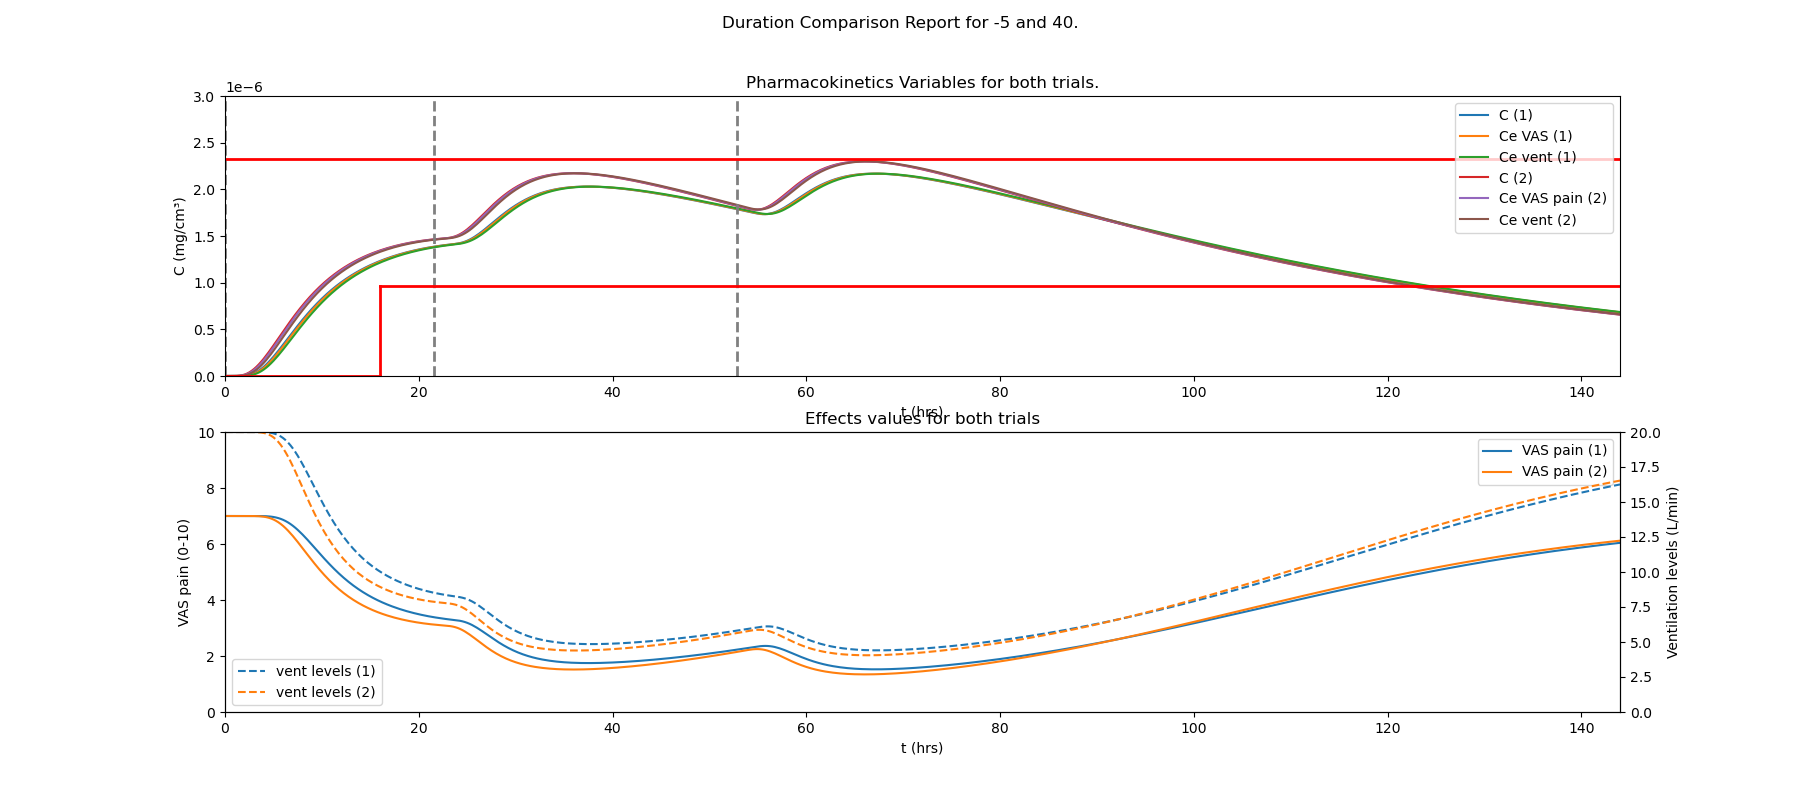 Duration Comparison Report for -5 and 40.
Pharmacokinetics Variables for both trials.
1e−6
C (mg/cm³)
3.0
2.5
2.0
1.5
1.0
0.5
0.0
C (1)
Ce VAS (1)
Ce vent (1)
C (2)
Ce VAS pain (2)
Ce vent (2)
0 20 40 60 80 100 120 140
t (hrs)
Effects values for both trials
VAS pain (0-10)
10
8
6
4
2
0
VAS pain (1)
VAS pain (2)
vent levels (1)
vent levels (2)
20.0
17.5
15.0
12.5
10.0
7.5
5.0
2.5
0.0
Ventilation levels (L/min)
0 20 40 60 80 100 120 140
t (hrs)